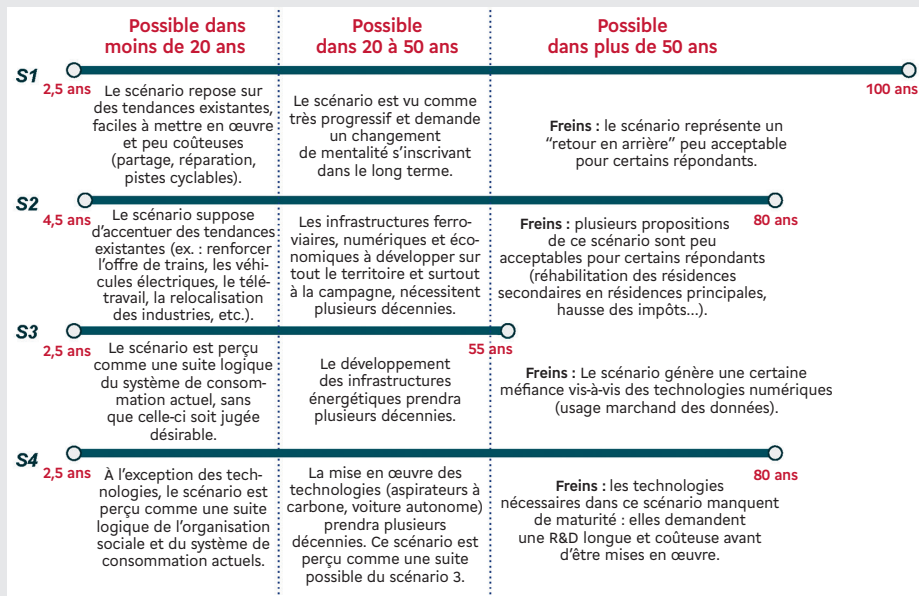 Possible dans
moins de 20 ans
Possible
dans 20 à 50 ans
Possible
dans plus de 50 ans
S1
2,5 ans
100 ans
Le scénario repose sur
des tendances existantes,
faciles à mettre en œuvre
et peu coûteuses
(partage, réparation,
pistes cyclables).
Le scénario est vu comme
très progressif et demande
un changement
de mentalité s’inscrivant
dans le long terme.
Freins : le scénario représente un
“retour en arrière” peu acceptable
pour certains répondants.
S2
4,5 ans
80 ans
Le scénario suppose
d’accentuer des tendances
existantes (ex. : renforcer
l’offre de trains, les véhi-
cules électriques, le télé-
travail, la relocalisation
des industries, etc.).
Les infrastructures ferro-
viaires, numériques et éco-
nomiques à développer sur
tout le territoire et surtout
à la campagne, nécessitent
plusieurs décennies.
Freins : plusieurs propositions
de ce scénario sont peu
acceptables pour certains répondants
(réhabilitation des résidences
secondaires en résidences principales,
hausse des impôts...).
S3
2,5 ans
55 ans
Le scénario est perçu
comme une suite logique
du système de consom-
mation actuel, sans
que celle-ci soit jugée
désirable.
Le développement
des infrastructures
énergétiques prendra
plusieurs décennies.
Freins : Le scénario génère une certaine
méfiance vis-à-vis des technologies numériques
(usage marchand des données).
S4
2,5 ans
80 ans
À l’exception des tech-
nologies, le scénario est
perçu comme une suite
logique de l’organisation
sociale et du système de
consommation actuels.
La mise en œuvre des
technologies (aspirateurs à
carbone, voiture autonome)
prendra plusieurs
décennies. Ce scénario est
perçu comme une suite
possible du scénario 3.
Freins : les technologies
nécessaires dans ce scénario manquent
de maturité : elles demandent
une R&D longue et coûteuse avant
d’être mises en œuvre.